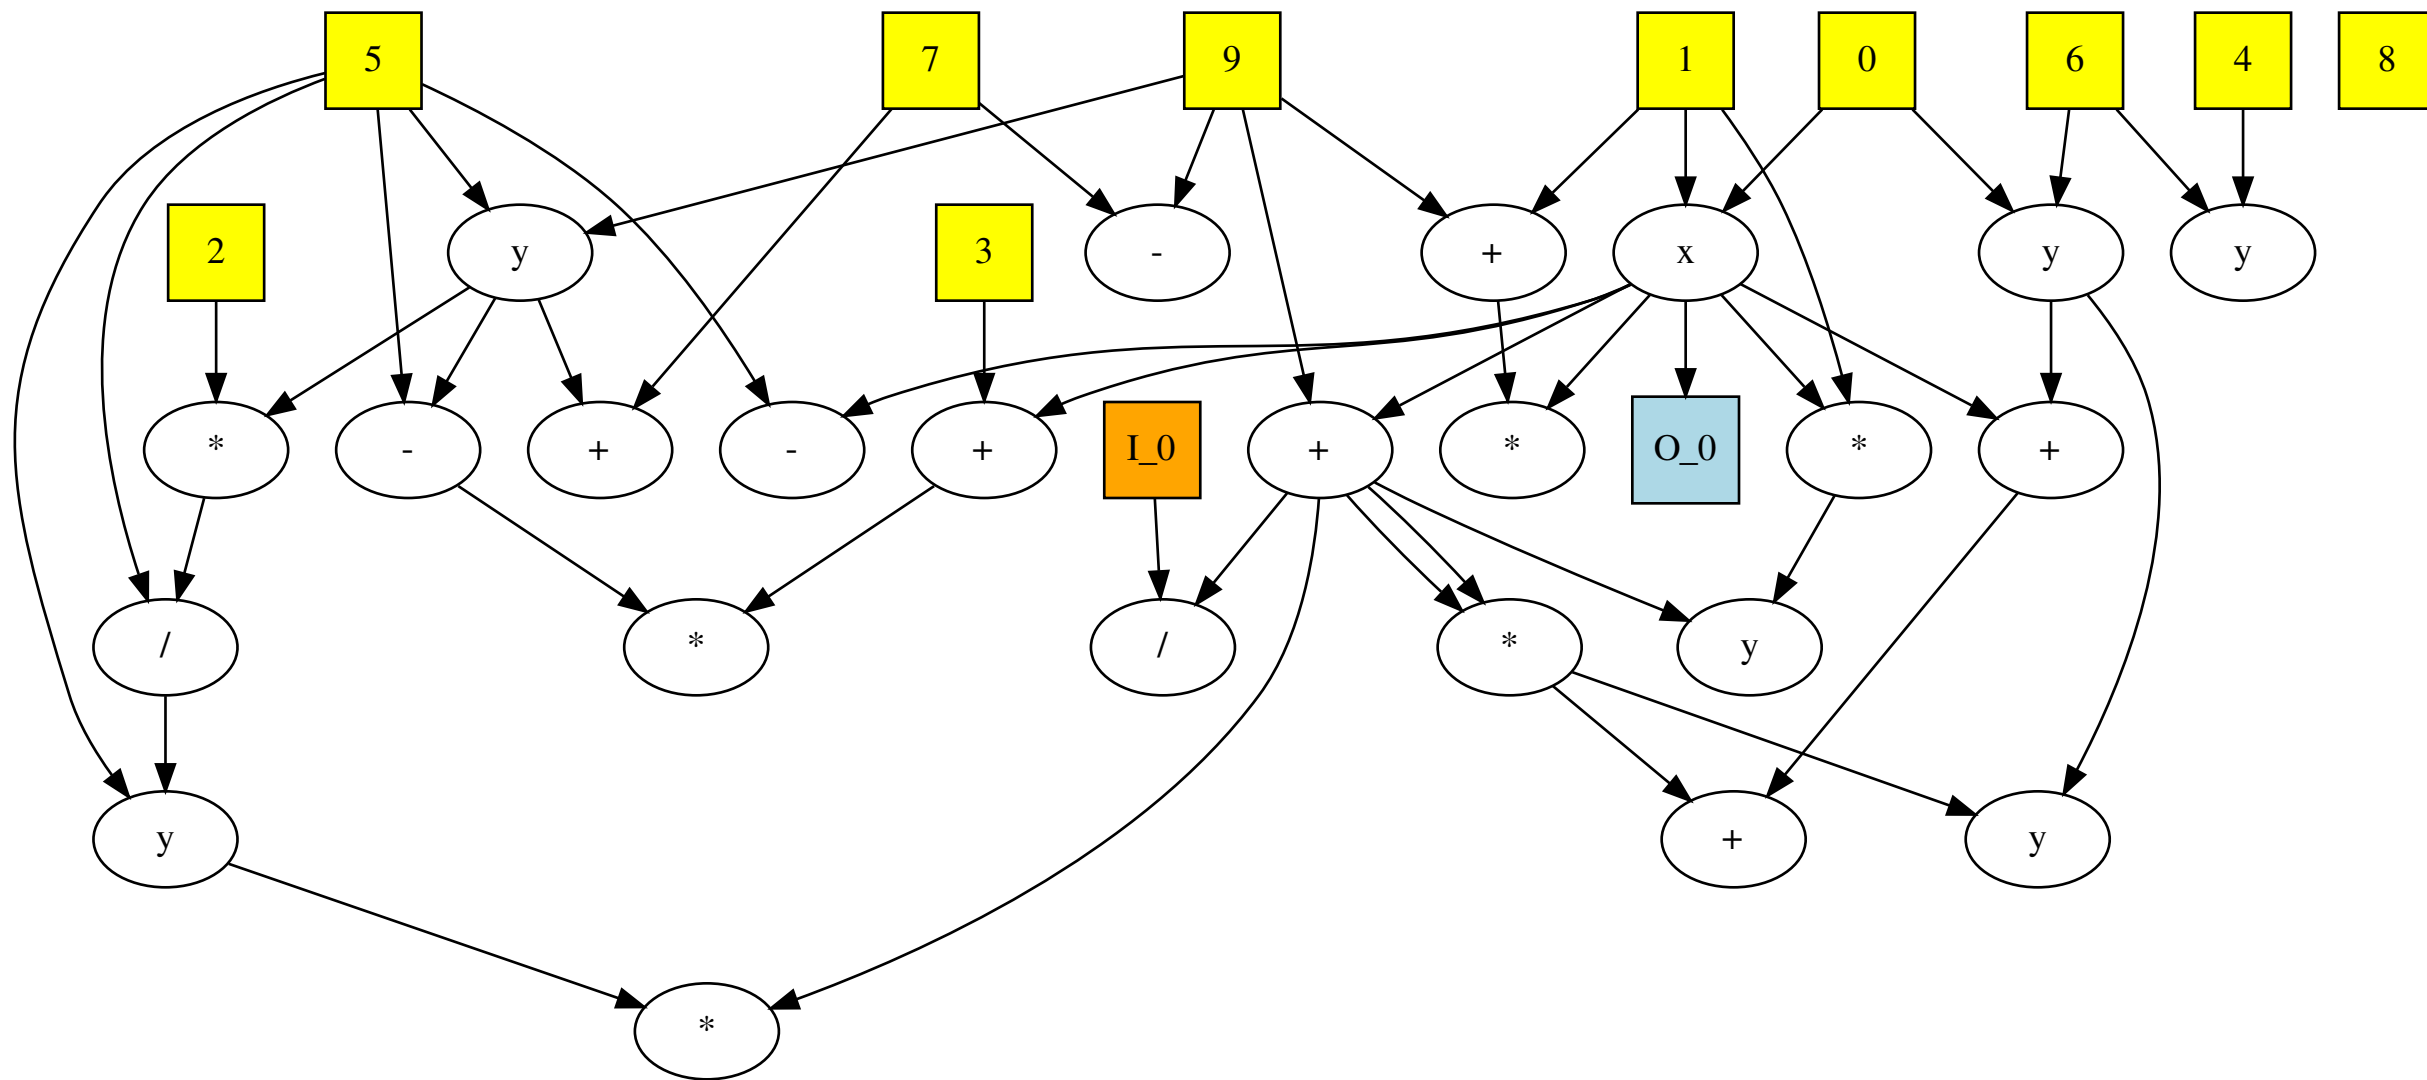 5 7 9 1 0 6 4 8
2 y 3 - + x y y
* - + - + I_0 + * O_0 * +
/ * / * y
y + y
*